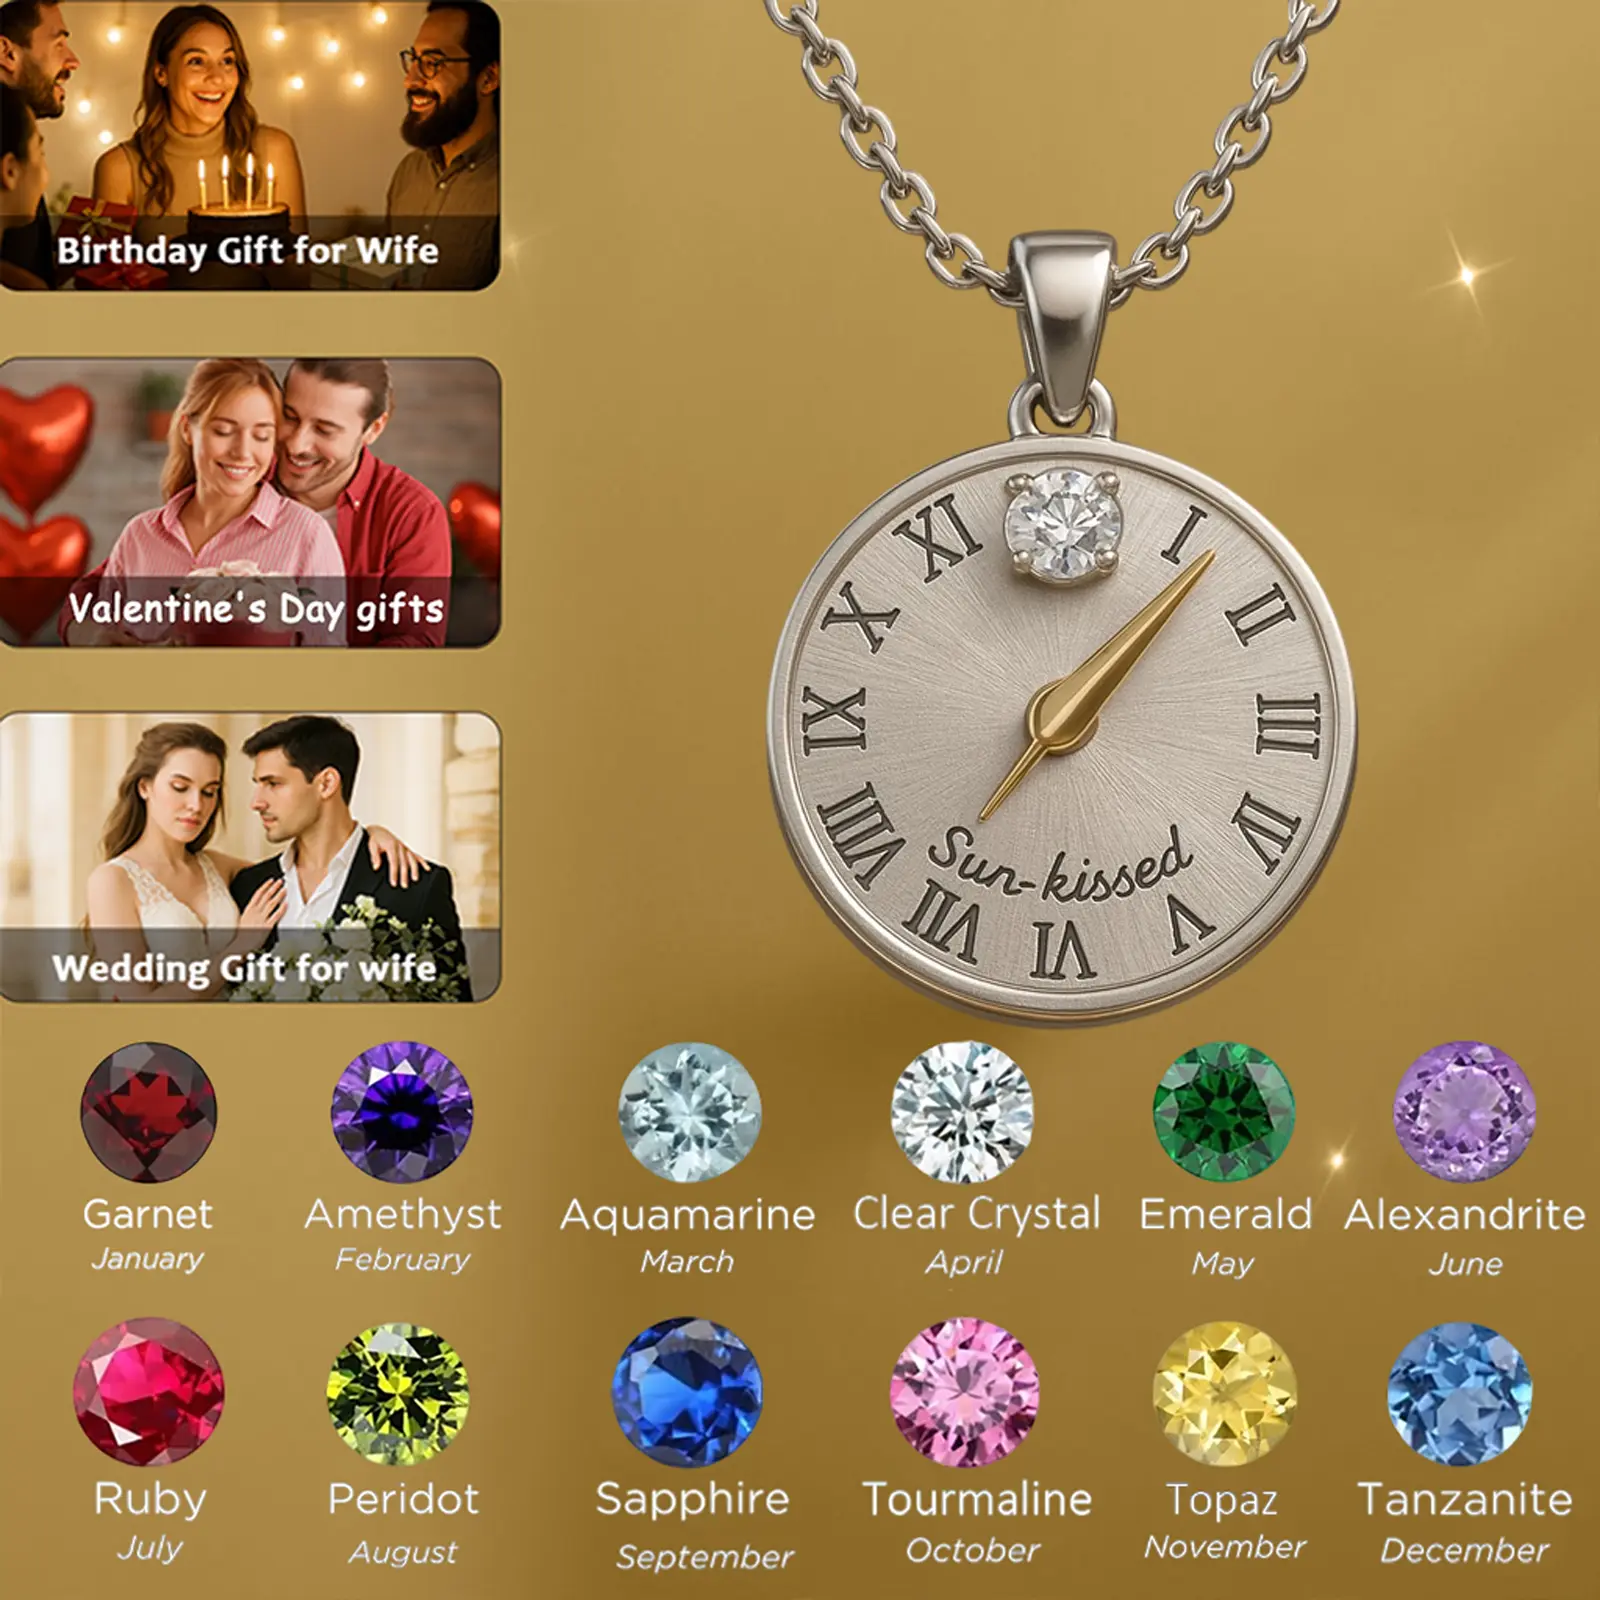 Birthday Gift for Wife
Valentine's Day gifts
Wedding Gift for wife
XI I
X II
IX III
VIII IV
Sun-kissed
VII VI V
Garnet Amethyst Aquamarine Clear Crystal Emerald Alexandrite
January February March April May June
Ruby Peridot Sapphire Tourmaline Topaz Tanzanite
July August September October November December